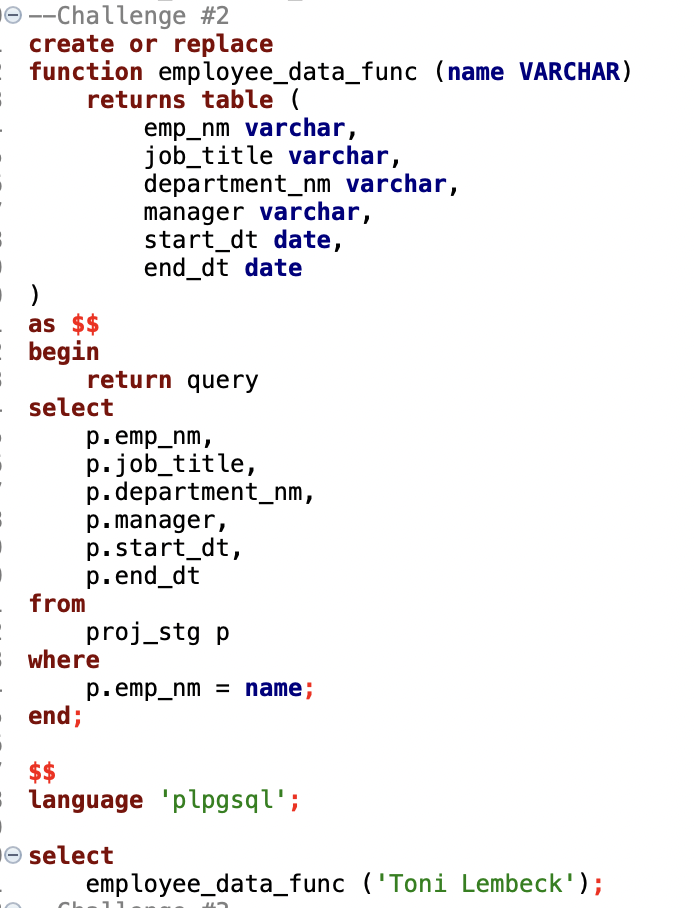 --Challenge #2
create or replace
function employee_data_func (name VARCHAR)
returns table (
emp_nm varchar,
job_title varchar,
department_nm varchar,
manager varchar,
start_dt date,
end_dt date
)
as $$
begin
return query
select
p.emp_nm,
p.job_title,
p.department_nm,
p.manager,
p.start_dt,
p.end_dt
from
proj_stg p
where
p.emp_nm = name;
end;
$$
language 'plpgsql';
select
employee_data_func ('Toni Lembeck');